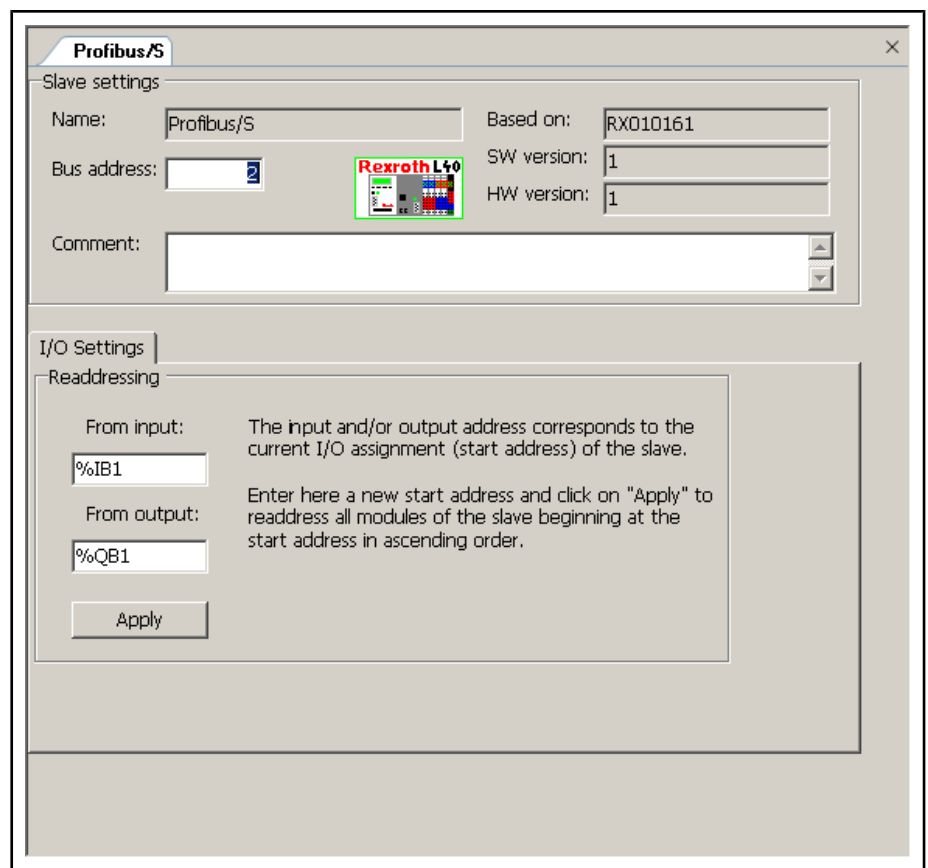 Profibus/S
Slave settings
Name: Profibus/S
Based on: RX010161
Bus address: 2
Rexroth L40
SW version: 1
HW version: 1
Comment:
I/O Settings
Readdressing
From input:
%IB1
From output:
%QB1
Apply
The input and/or output address corresponds to the
current I/O assignment (start address) of the slave.
Enter here a new start address and click on "Apply" to
readdress all modules of the slave beginning at the
start address in ascending order.